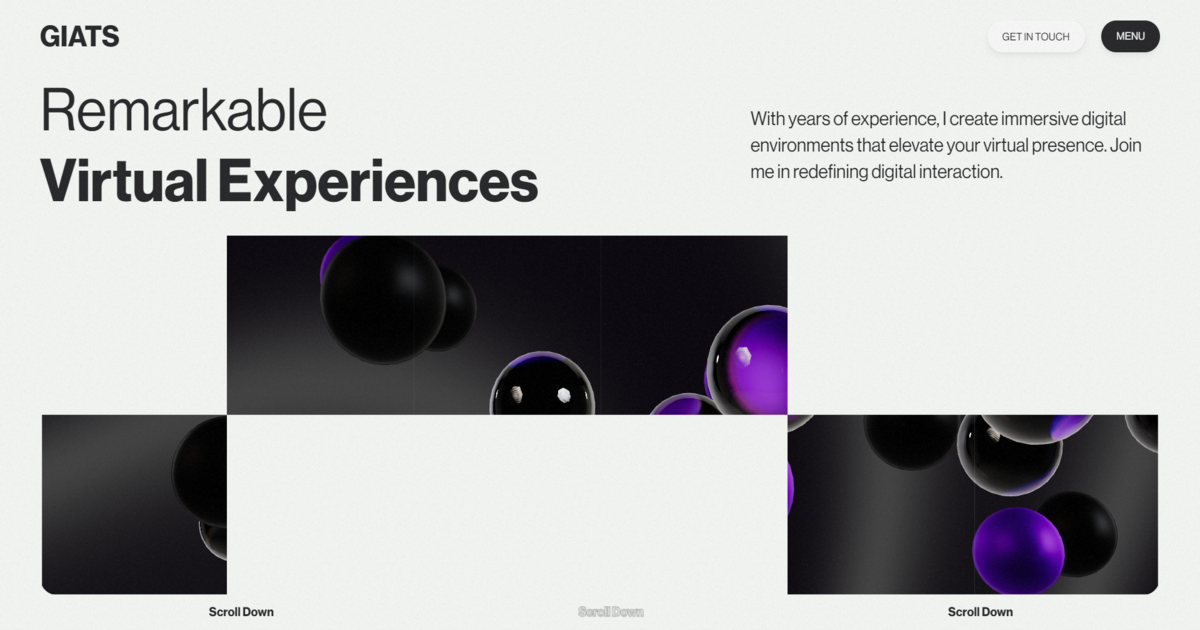 GIATS
GET IN TOUCH
MENU
Remarkable
Virtual Experiences
With years of experience, I create immersive digital
environments that elevate your virtual presence. Join
me in redefining digital interaction.
Scroll Down
Scroll Down
Scroll Down